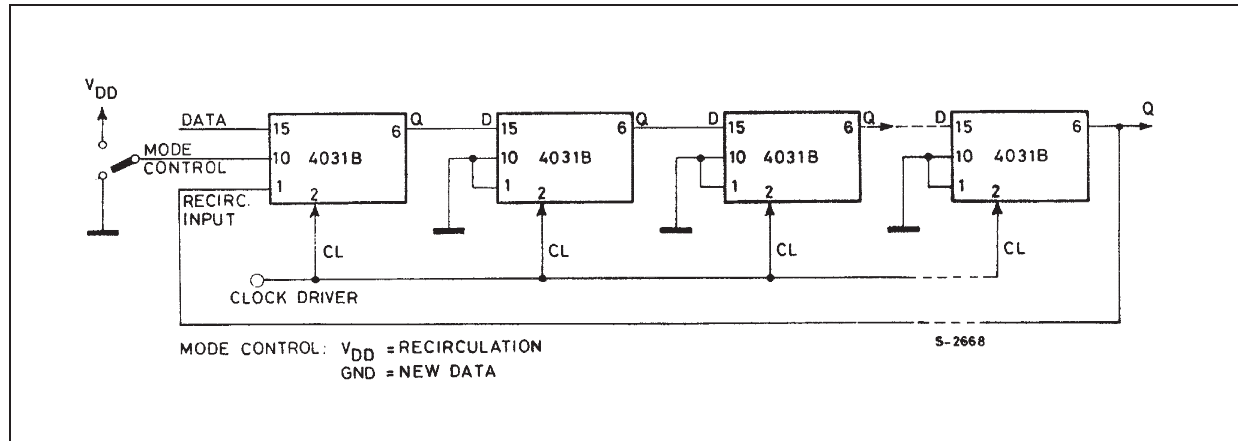 V DD
DATA
MODE
CONTROL
RECIRC.
INPUT
15
10
1
2
6
4031B
Q
D
15
10
1
2
6
4031B
Q
D
15
10
1
2
6
4031B
Q
D
15
10
1
2
6
4031B
Q
CL
CL
CL
CL
CLOCK DRIVER
S-2668
MODE CONTROL: VDD = RECIRCULATION
GND = NEW DATA